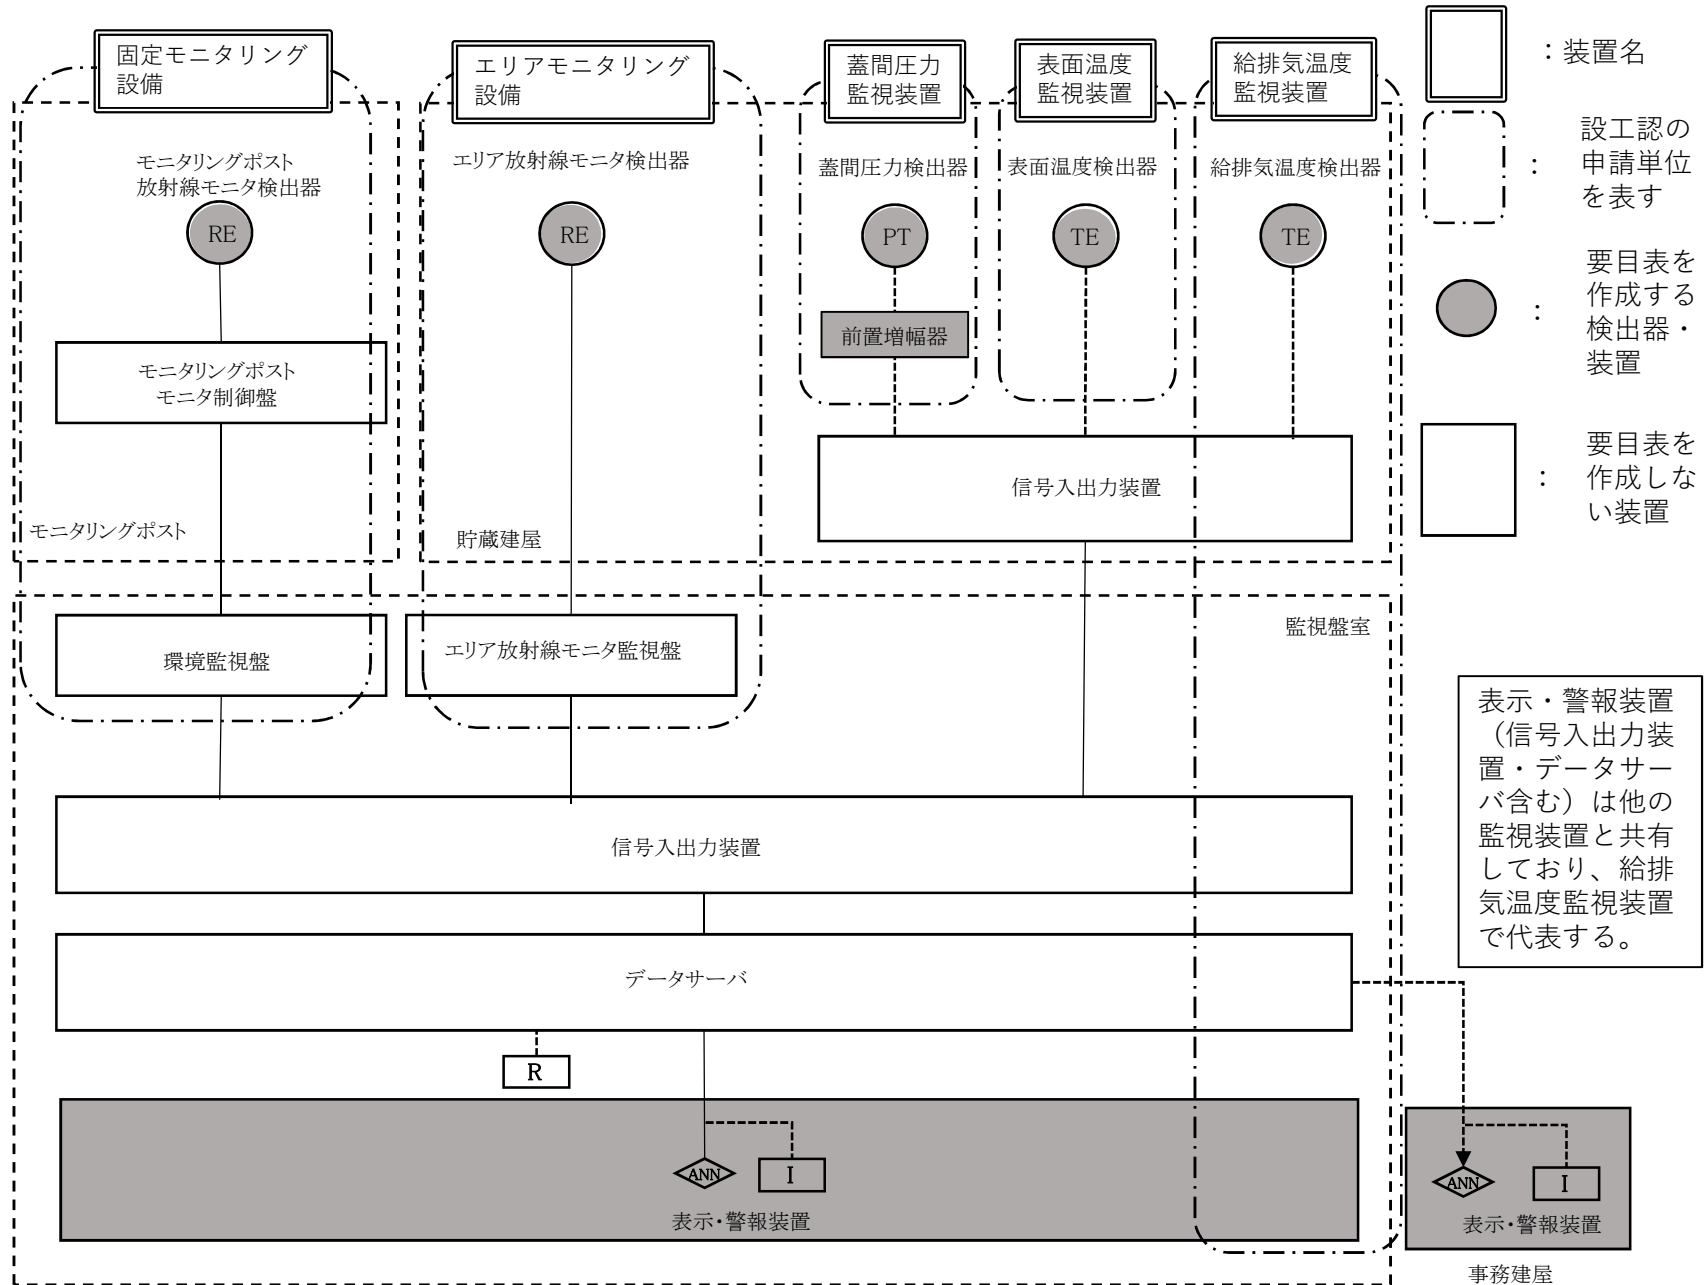 固定モニタリング
設備
エリアモニタリング
設備
蓋間圧力
監視装置
表面温度
監視装置
給排気温度
監視装置
：装置名
モニタリングポスト
放射線モニタ検出器
エリア放射線モニタ検出器
蓋間圧力検出器
表面温度検出器
給排気温度検出器
：
設工認の
申請単位
を表す
RE
RE
PT
TE
TE
：
要目表を
作成する
検出器・
装置
前置増幅器
モニタリングポスト
モニタ制御盤
信号入出力装置
：
要目表を
作成しな
い装置
モニタリングポスト
貯蔵建屋
監視盤室
環境監視盤
エリア放射線モニタ監視盤
表示・警報装置
（信号入出力装
置・データサー
バ含む）は他の
監視装置と共有
しており、給排
気温度監視装置
で代表する。
信号入出力装置
データサーバ
R
ANN
I
表示・警報装置
ANN
I
表示・警報装置
事務建屋